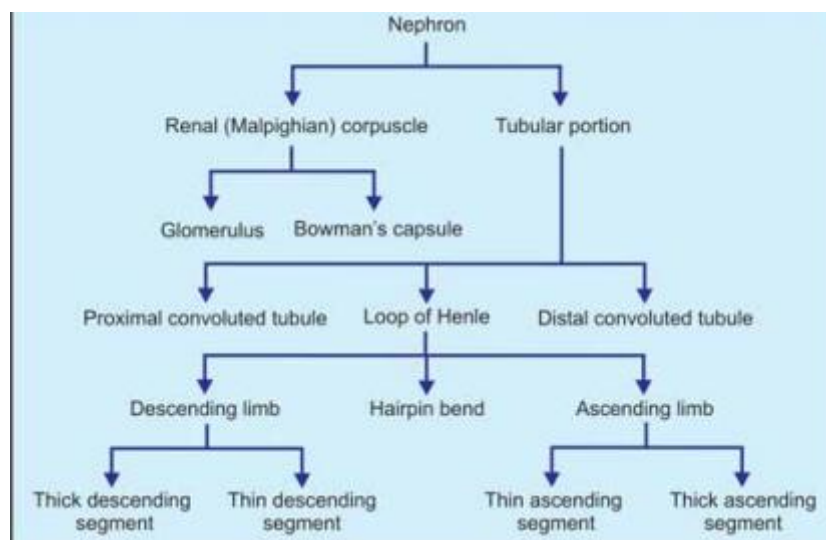 Nephron
Renal (Malpighian) corpuscle
Tubular portion
Glomerulus
Bowman's capsule
Proximal convoluted tubule
Loop of Henle
Distal convoluted tubule
Descending limb
Hairpin bend
Ascending limb
Thick descending
segment
Thin descending
segment
Thin ascending
segment
Thick ascending
segment